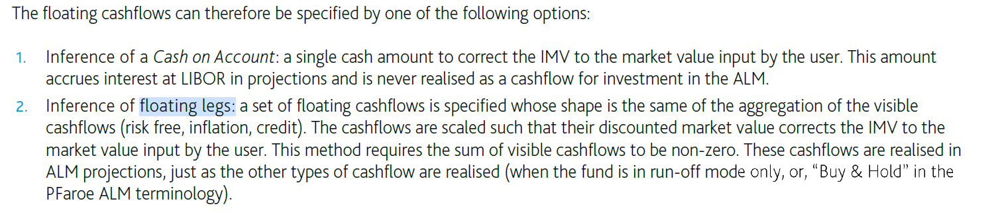 The floating cashflows can therefore be specified by one of the following options:
1. Inference of a Cash on Account: a single cash amount to correct the IMV to the market value input by the user. This amount
accrues interest at LIBOR in projections and is never realised as a cashflow for investment in the ALM.
2. Inference of floating legs: a set of floating cashflows is specified whose shape is the same of the aggregation of the visible
cashflows (risk free, inflation, credit). The cashflows are scaled such that their discounted market value corrects the IMV to the
market value input by the user. This method requires the sum of visible cashflows to be non-zero. These cashflows are realised in
ALM projections, just as the other types of cashflow are realised (when the fund is in run-off mode only, or, “Buy & Hold” in the
PFaroe ALM terminology).